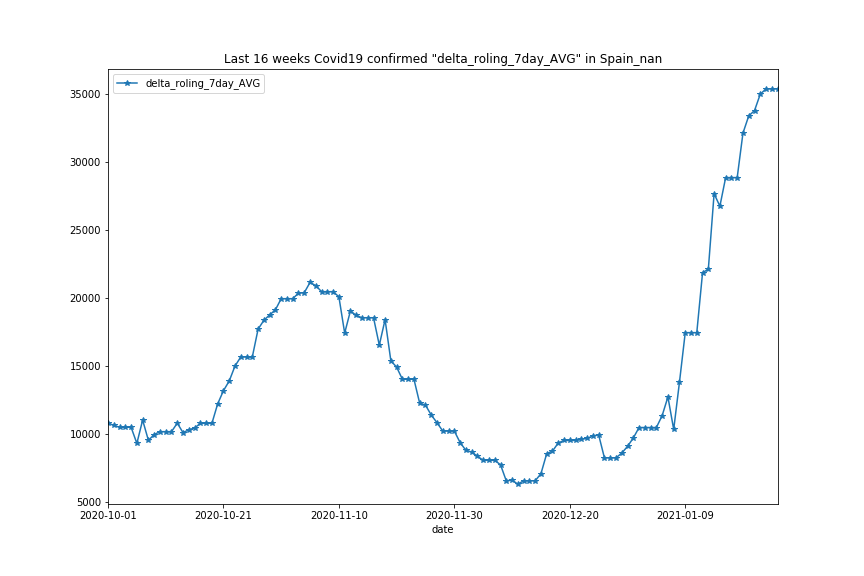 Last 16 weeks Covid19 confirmed "delta_roling_7day_AVG" in Spain_nan
delta_roling_7day_AVG
35000
30000
25000
20000
15000
10000
5000
2020-10-01 2020-10-21 2020-11-10 2020-11-30 2020-12-20 2021-01-09
date